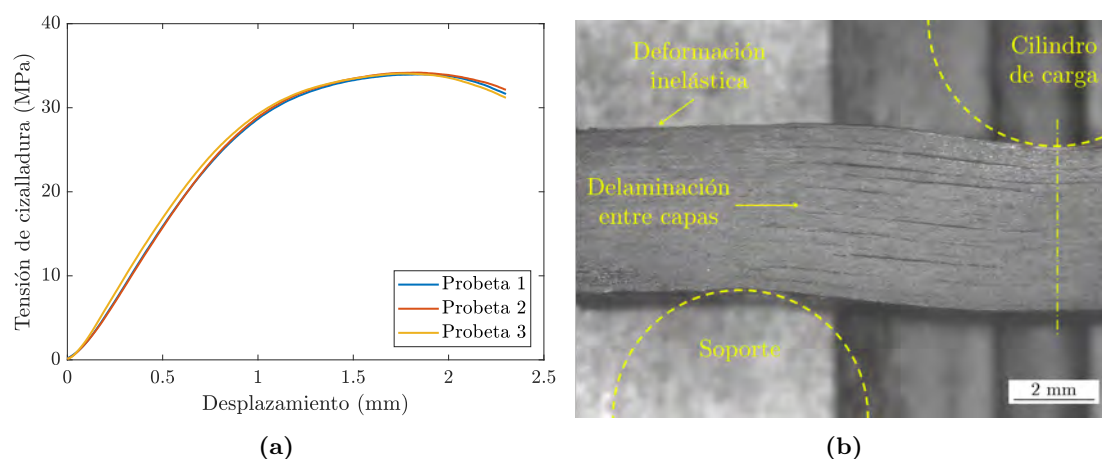 40
30
20
10
0
0
0.5
1
1.5
2
2.5
Tensión de cizalladura (MPa)
Desplazamiento (mm)
Probeta 1
Probeta 2
Probeta 3
(a)
Deformación
inelástica
Cilindro
de carga
Delaminación
entre capas
Soporte
2 mm
(b)